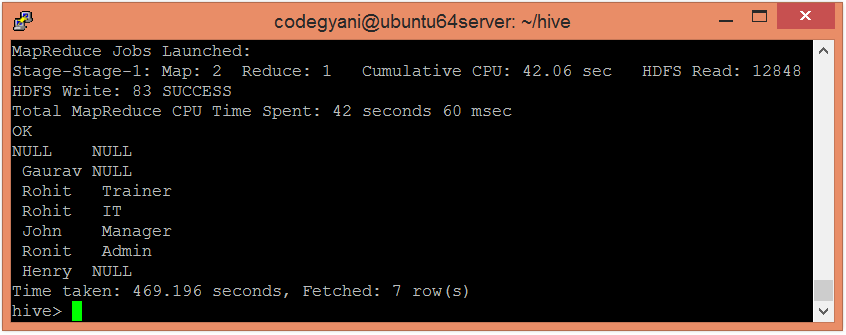 codegyani@ubuntu64server: ~/hive
MapReduce Jobs Launched:
Stage-Stage-1: Map: 2  Reduce: 1   Cumulative CPU: 42.06 sec   HDFS Read: 12848
HDFS Write: 83 SUCCESS
Total MapReduce CPU Time Spent: 42 seconds 60 msec
OK
NULL    NULL
 Gaurav NULL
 Rohit   Trainer
 Rohit   IT
 John    Manager
 Ronit   Admin
 Henry  NULL
Time taken: 469.196 seconds, Fetched: 7 row(s)
hive>